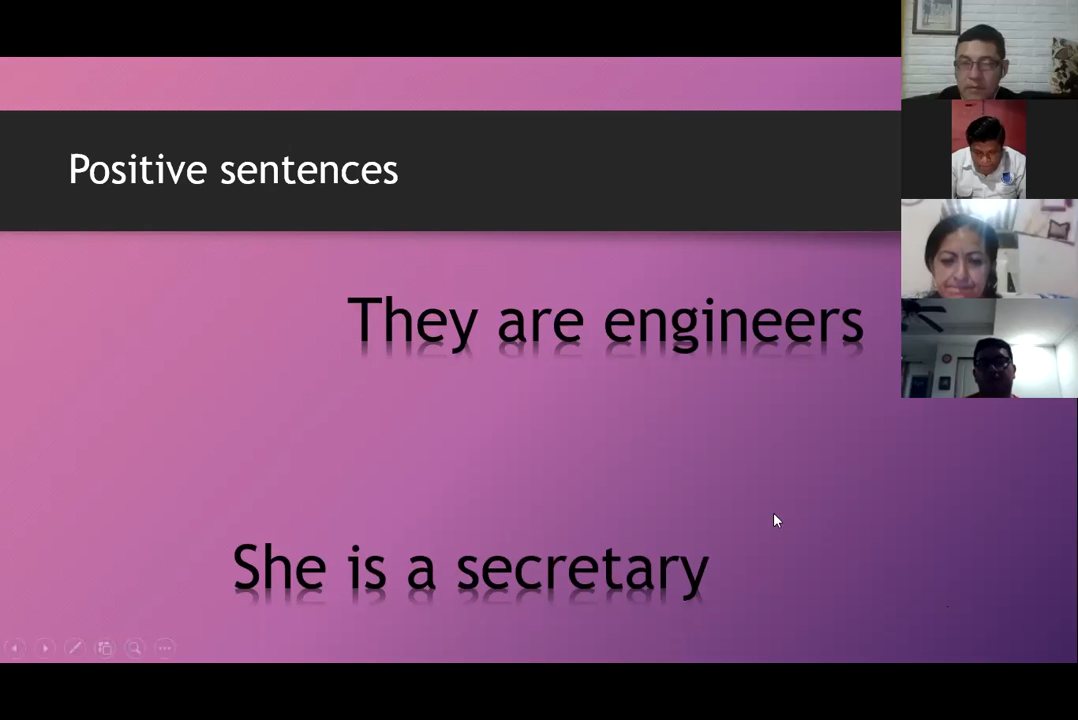 Positive sentences
They are engineers
She is a secretary